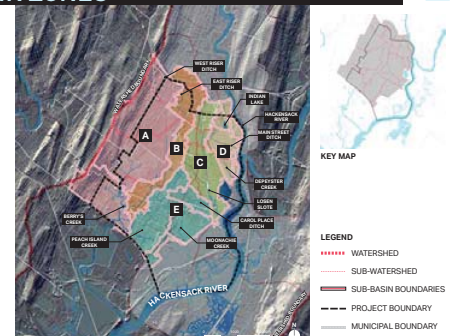 WEST RISER
DITCH
EAST RISER
DITCH
INDIAN
LAKE
HACKENSACK
RIVER
MAIN STREET
DITCH
A
B
C
D
E
DEPEYSTER
CREEK
LOSEN
SLOTE
CAROL PLACE
DITCH
BERRY'S
CREEK
PEACH ISLAND
CREEK
MOONACHIE
CREEK
HACKENSACK RIVER
KEY MAP
LEGEND
WATERSHED
SUB-WATERSHED
SUB-BASIN BOUNDARIES
PROJECT BOUNDARY
MUNICIPAL BOUNDARY